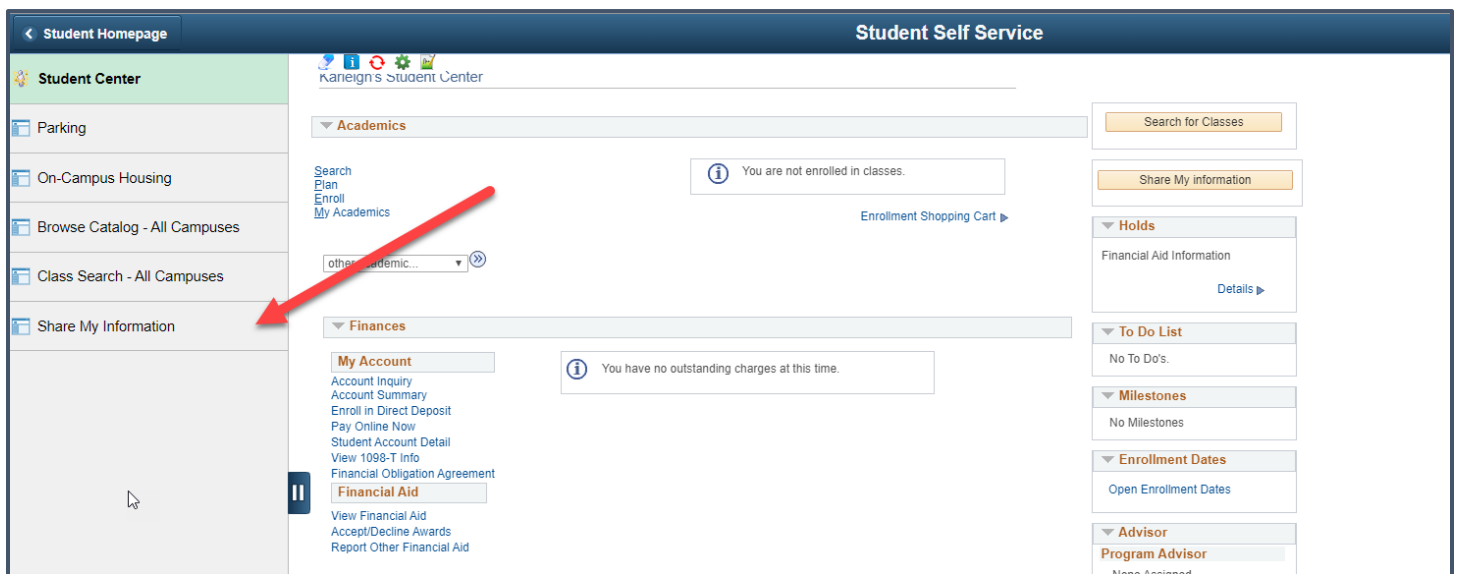 Student Homepage
Student Self Service
Student Center
Parking
On-Campus Housing
Browse Catalog - All Campuses
Class Search - All Campuses
Share My Information
Student Center
Academics
Search
Plan
Enroll
My Academics
You are not enrolled in classes.
Enrollment Shopping Cart
Finances
My Account
Account Inquiry
Account Summary
Enroll in Direct Deposit
Pay Online Now
Student Account Detail
View 1098-T Info
Financial Obligation Agreement
You have no outstanding charges at this time.
Financial Aid
View Financial Aid
Accept/Decline Awards
Report Other Financial Aid
Search for Classes
Share My information
Holds
Financial Aid Information
Details
To Do List
No To Do's.
Milestones
No Milestones
Enrollment Dates
Open Enrollment Dates
Advisor
Program Advisor
None Assigned